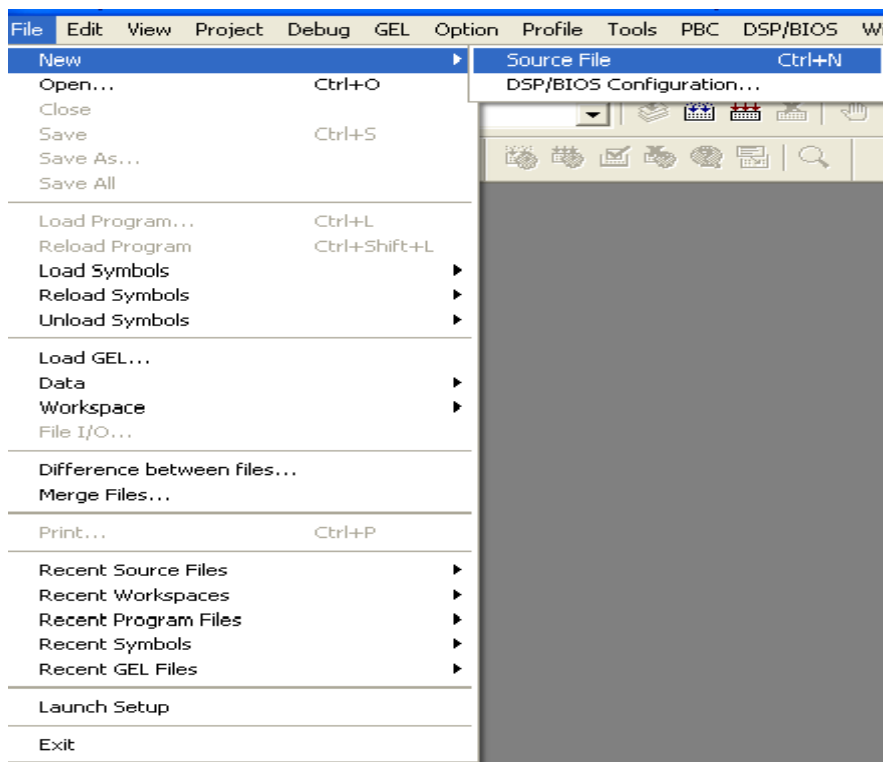 File Edit View Project Debug GEL Option Profile Tools PBC DSP/BIOS
New
Source File Ctrl+N
Open... Ctrl+O
DSP/BIOS Configuration...
Close
Save Ctrl+S
Save As...
Save All
Load Program... Ctrl+L
Reload Program Ctrl+Shift+L
Load Symbols
Reload Symbols
Unload Symbols
Load GEL...
Data
Workspace
File I/O...
Difference between files...
Merge Files...
Print... Ctrl+P
Recent Source Files
Recent Workspaces
Recent Program Files
Recent Symbols
Recent GEL Files
Launch Setup
Exit